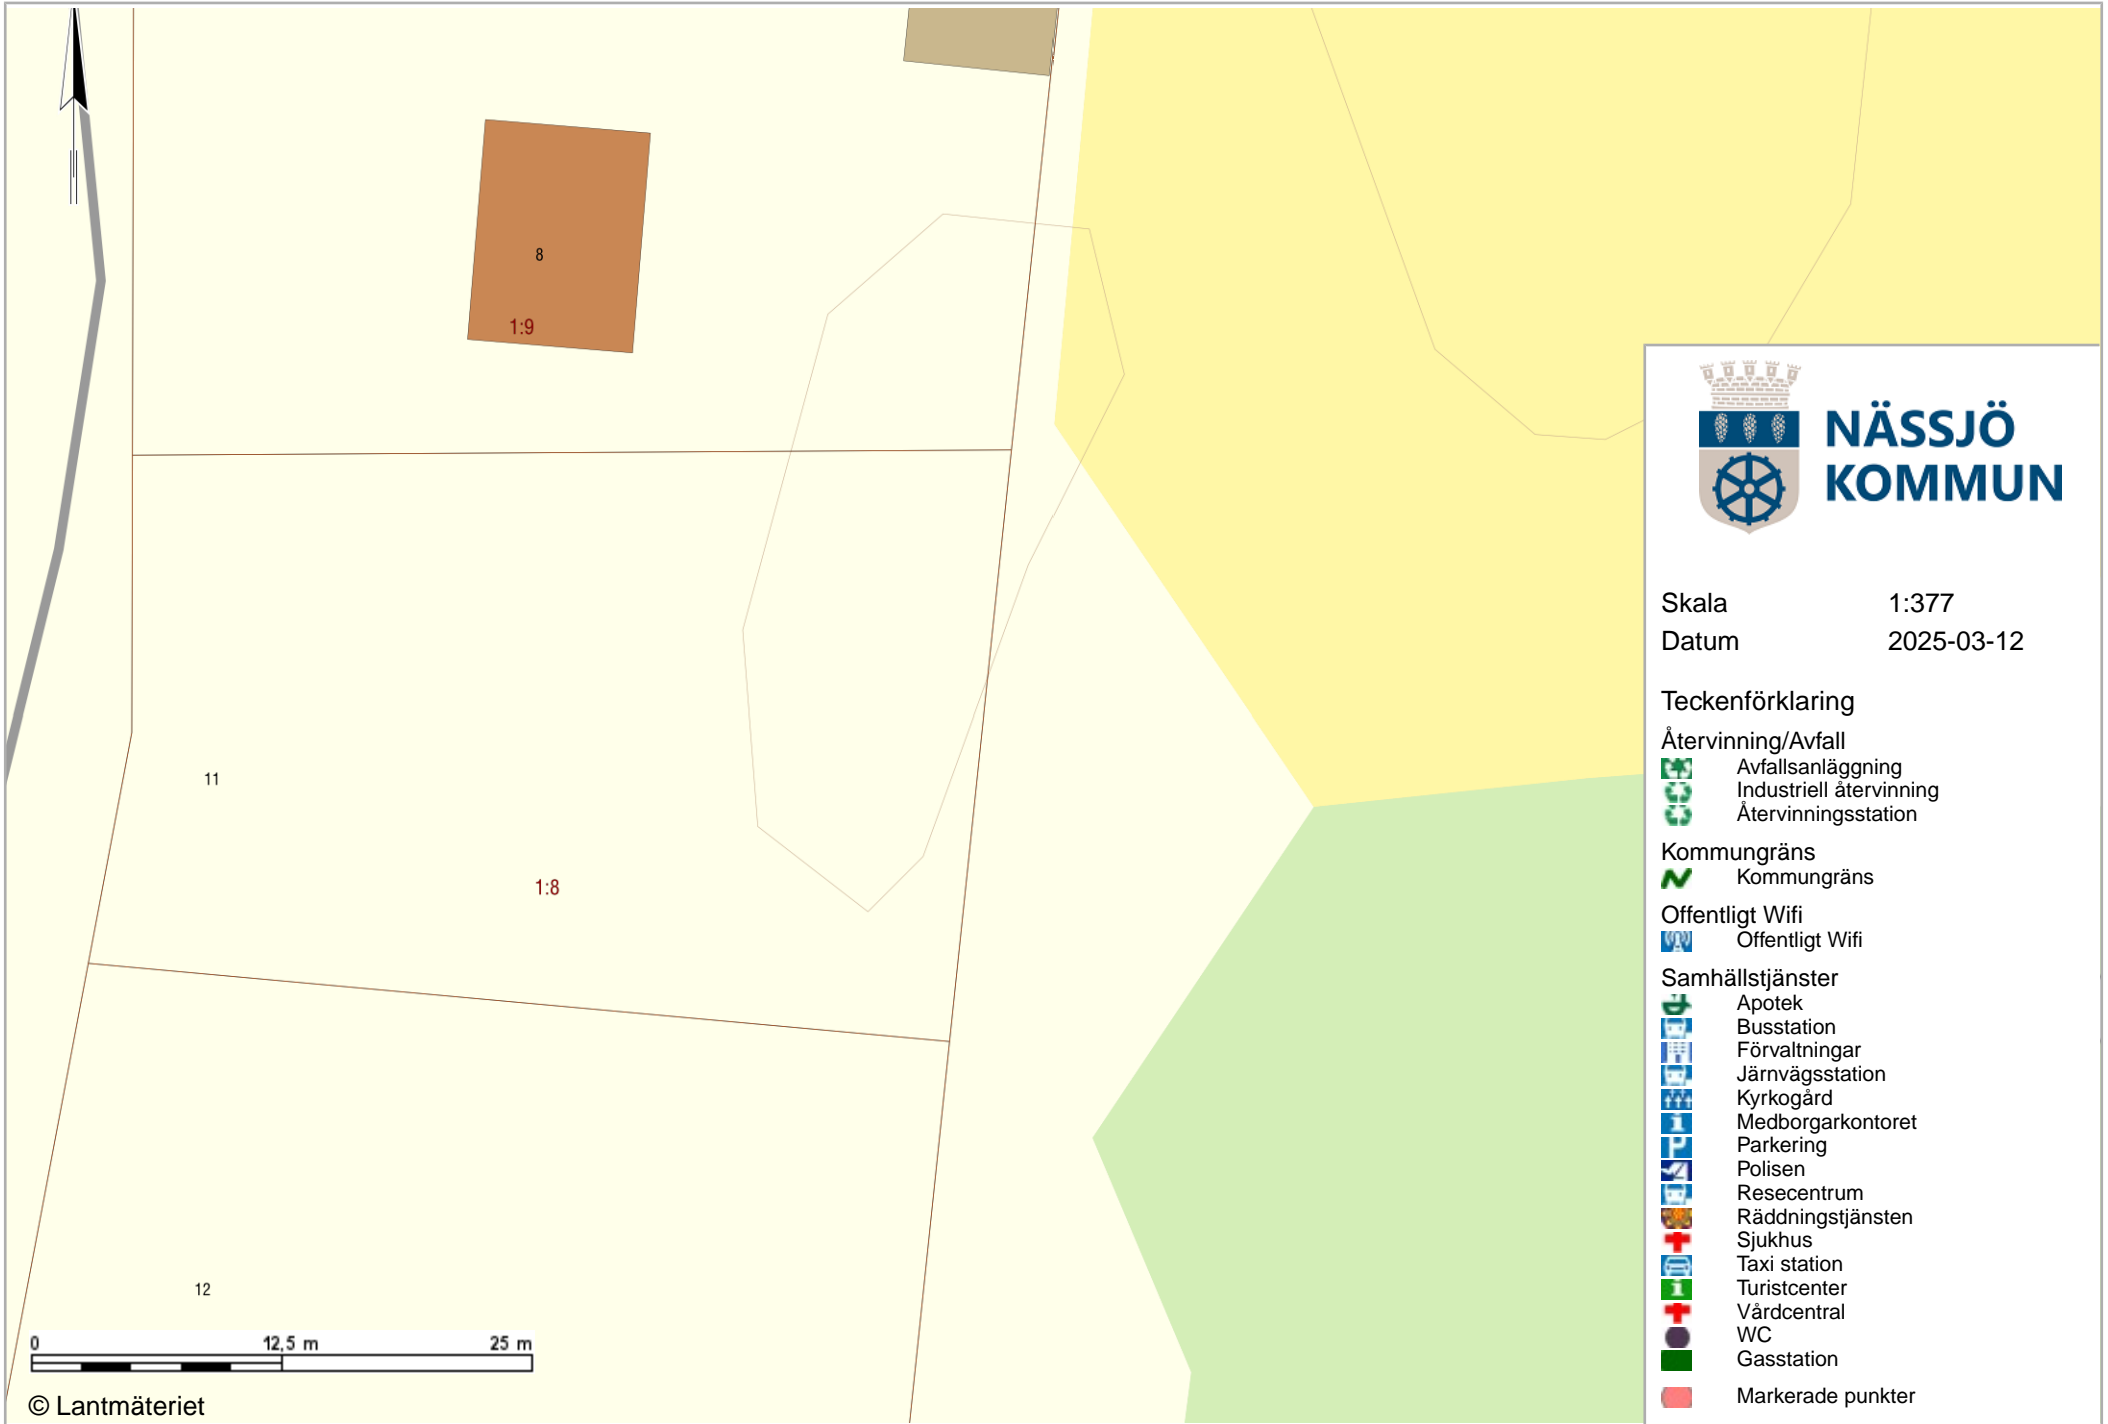 8
1:9
11
1:8
12
0 12,5 m 25 m
© Lantmäteriet
NÄSSJÖ
KOMMUN
Skala 1:377
Datum 2025-03-12
Teckenförklaring
Återvinning/Avfall
Avfallsanläggning
Industriell återvinning
Återvinningsstation
Kommungräns
Kommungräns
Offentligt Wifi
Offentligt Wifi
Samhällstjänster
Apotek
Busstation
Förvaltningar
Järnvägsstation
Kyrkogård
Medborgarkontoret
Parkering
Polisen
Resecentrum
Räddningstjänsten
Sjukhus
Taxi station
Turistcenter
Vårdcentral
WC
Gasstation
Markerade punkter